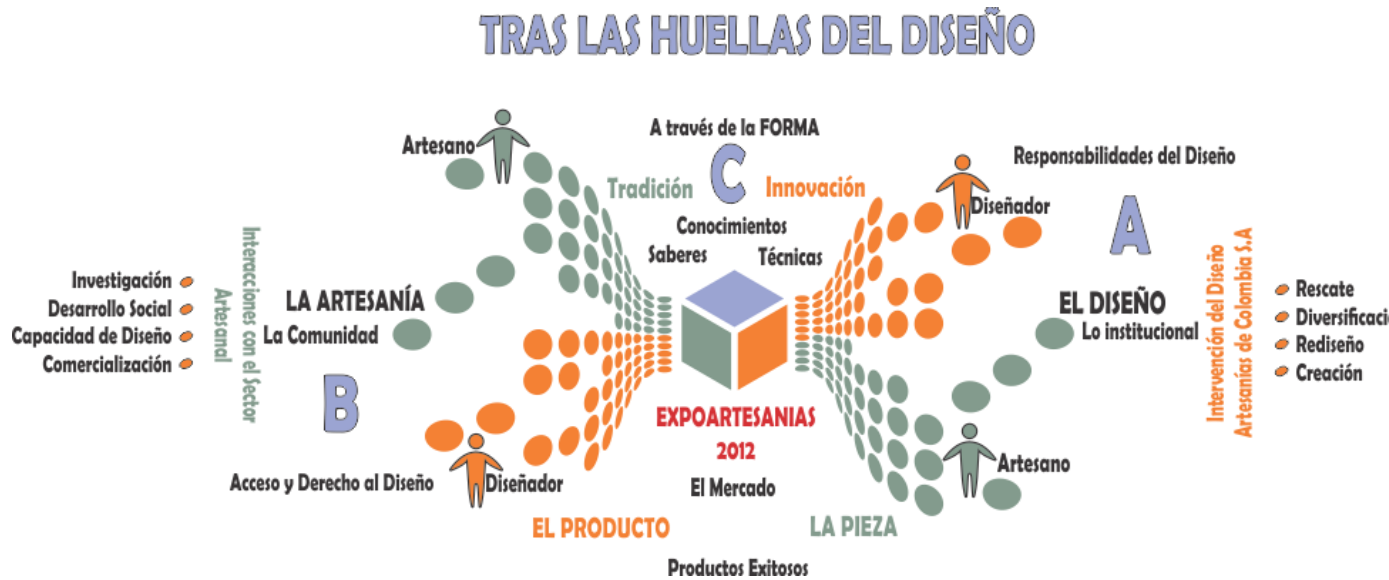 TRAS LAS HUELLAS DEL DISEÑO
Artesano
A través de la FORMA
C
Tradición
Innovación
Conocimientos
Saberes
Técnicas
Responsabilidades del Diseño
Diseñador
A
Investigación
Desarrollo Social
Capacidad de Diseño
Comercialización
Interacciones con el Sector
Artesanal
LA ARTESANÍA
La Comunidad
B
Acceso y Derecho al Diseño
Diseñador
EL PRODUCTO
EXPOARTESANIAS
2012
El Mercado
Productos Exitosos
LA PIEZA
Artesano
EL DISEÑO
Lo institucional
Intervención del Diseño
Artesanías de Colombia S.A
Rescate
Diversificaci
Rediseño
Creación